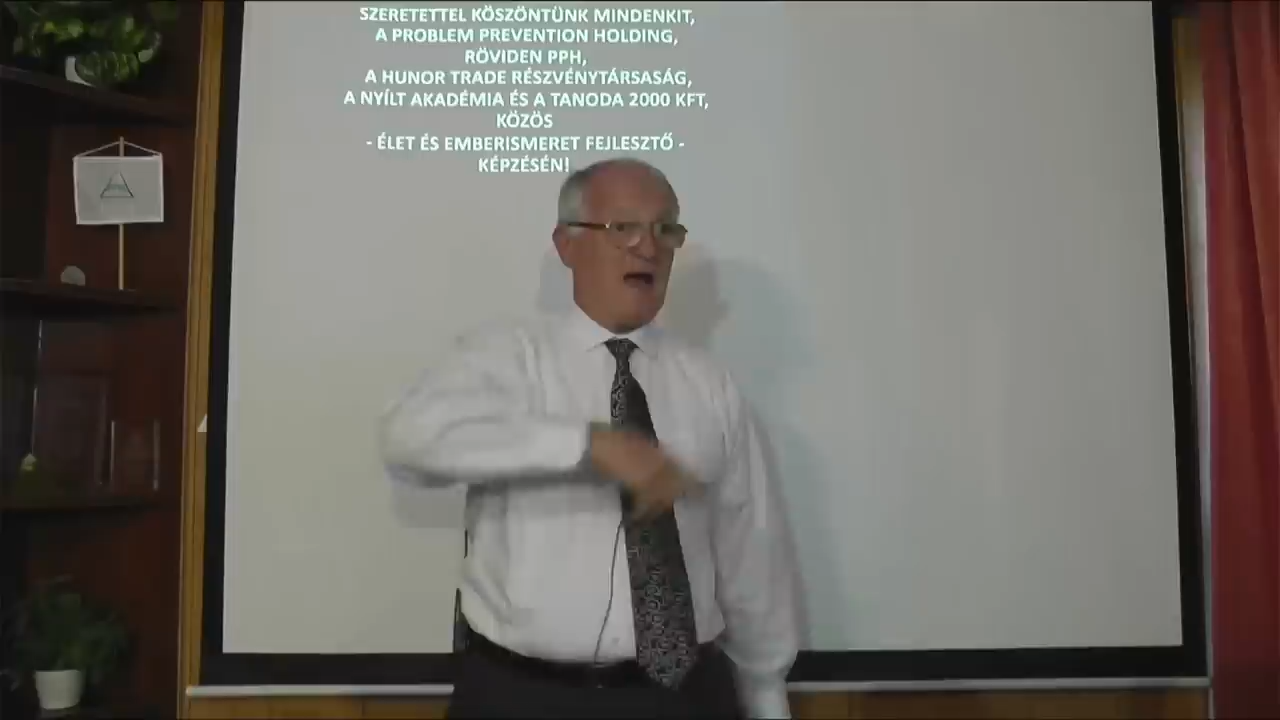 SZERETETTEL KÖSZÖNTÜNK MINDENKIT,
A PROBLEM PREVENTION HOLDING,
RÖVIDEN PPH,
A HUNOR TRADE RÉSZVÉNYTÁRSASÁG,
A NYÍLT AKADÉMIA ÉS A TANODA 2000 KFT,
KÖZÖS
- ÉLET ÉS EMBERISMERET FEJLESZTŐ -
KÉPZÉSÉN!